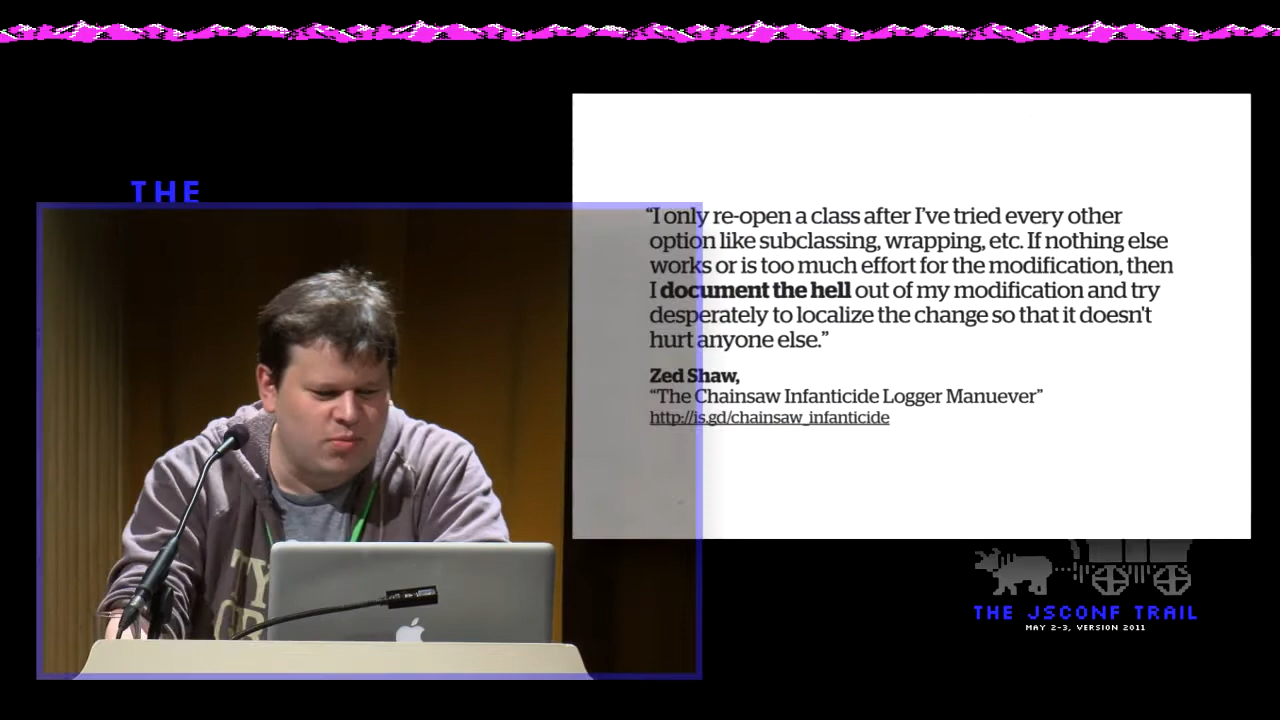 THE
“I only re-open a class after I’ve tried every other
option like subclassing, wrapping, etc. If nothing else
works or is too much effort for the modification, then
I document the hell out of my modification and try
desperately to localize the change so that it doesn't
hurt anyone else.”
Zed Shaw,
“The Chainsaw Infanticide Logger Manuever”
http://is.gd/chainsaw_infanticide
TY
GR
THE JSCONF TRAIL
MAY 2-3, VERSION 2011